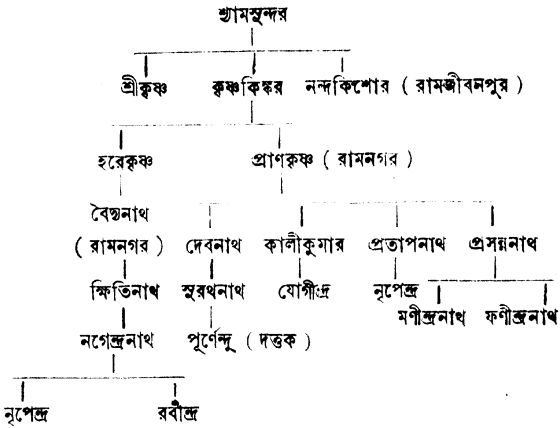 শ্যামসুন্দর
শ্রীকৃষ্ণ কৃষ্ণকিঙ্কর নন্দকিশোর ( রামজীবনপুর )
হরেকৃষ্ণ প্রাণকৃষ্ণ ( রামনগর )
বৈদ্যনাথ
( রামনগর ) দেবনাথ কালীকুমার প্রতাপনাথ প্রসন্ননাথ
ক্ষিতিনাথ সুরথনাথ যোগীন্দ্র নৃপেন্দ্র
মণীন্দ্রনাথ ফণীন্দ্রনাথ
নগেন্দ্রনাথ পূর্ণেন্দু ( দত্তক )
নৃপেন্দ্র রবীন্দ্র